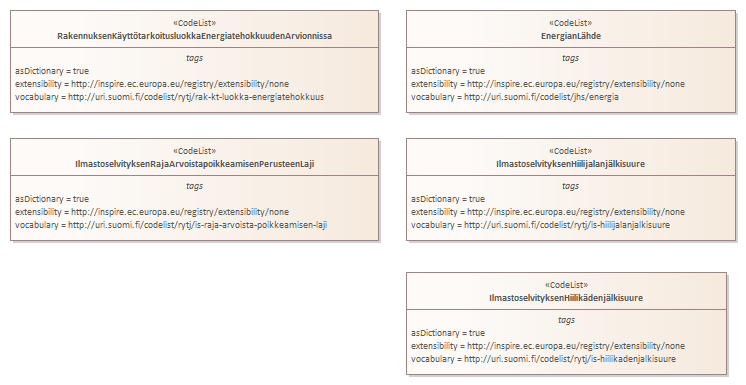 «CodeList»
RakennuksenKäyttötarkoitusluokkaEnergiatehokkuudenArvionnissa
tags
asDictionary = true
extensibility = http://inspire.ec.europa.eu/registry/extensibility/none
vocabulary = http://uri.suomi.fi/codelist/rytj/rak-kt-luokka-energiatehokkuus
«CodeList»
EnergianLähde
tags
asDictionary = true
extensibility = http://inspire.ec.europa.eu/registry/extensibility/none
vocabulary = http://uri.suomi.fi/codelist/jhs/energia
«CodeList»
IlmastoselvityksenRajaArvoistapoikkeamisenPerusteenLaji
tags
asDictionary = true
extensibility = http://inspire.ec.europa.eu/registry/extensibility/none
vocabulary = http://uri.suomi.fi/codelist/rytj/is-raja-arvoista-poikkeamisen-laji
«CodeList»
IlmastoselvityksenHiilijalanjälkisuure
tags
asDictionary = true
extensibility = http://inspire.ec.europa.eu/registry/extensibility/none
vocabulary = http://uri.suomi.fi/codelist/rytj/is-hiilijalanjalkisuure
«CodeList»
IlmastoselvityksenHiilikädenjälkisuure
tags
asDictionary = true
extensibility = http://inspire.ec.europa.eu/registry/extensibility/none
vocabulary = http://uri.suomi.fi/codelist/rytj/is-hiilikadenjalkisuure